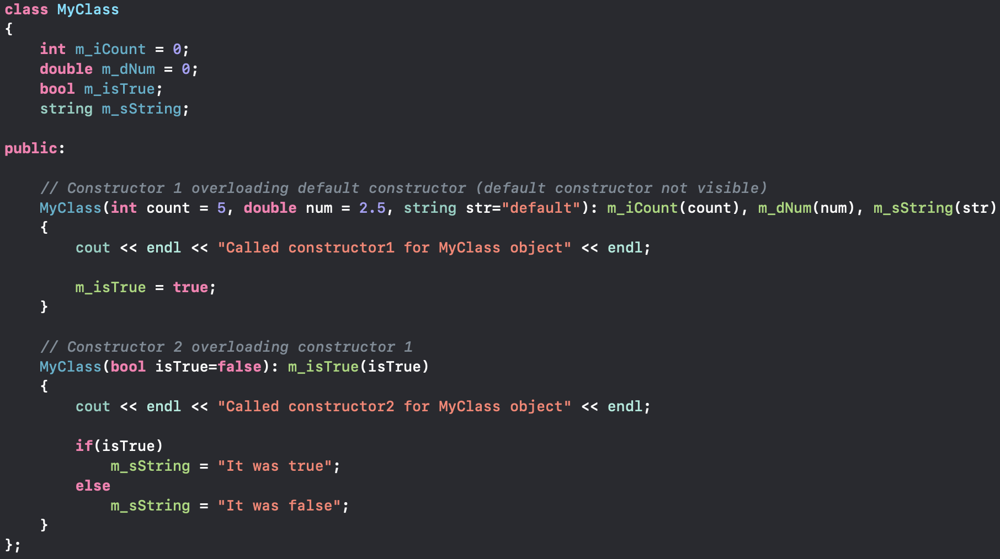 class MyClass
{
    int m_iCount = 0;
    double m_dNum = 0;
    bool m_isTrue;
    string m_sString;

public:

    // Constructor 1 overloading default constructor (default constructor not visible)
    MyClass(int count = 5, double num = 2.5, string str="default"): m_iCount(count), m_dNum(num), m_sString(str)
    {
        cout << endl << "Called constructor1 for MyClass object" << endl;

        m_isTrue = true;
    }

    // Constructor 2 overloading constructor 1
    MyClass(bool isTrue=false): m_isTrue(isTrue)
    {
        cout << endl << "Called constructor2 for MyClass object" << endl;

        if(isTrue)
            m_sString = "It was true";
        else
            m_sString = "It was false";
    }
};